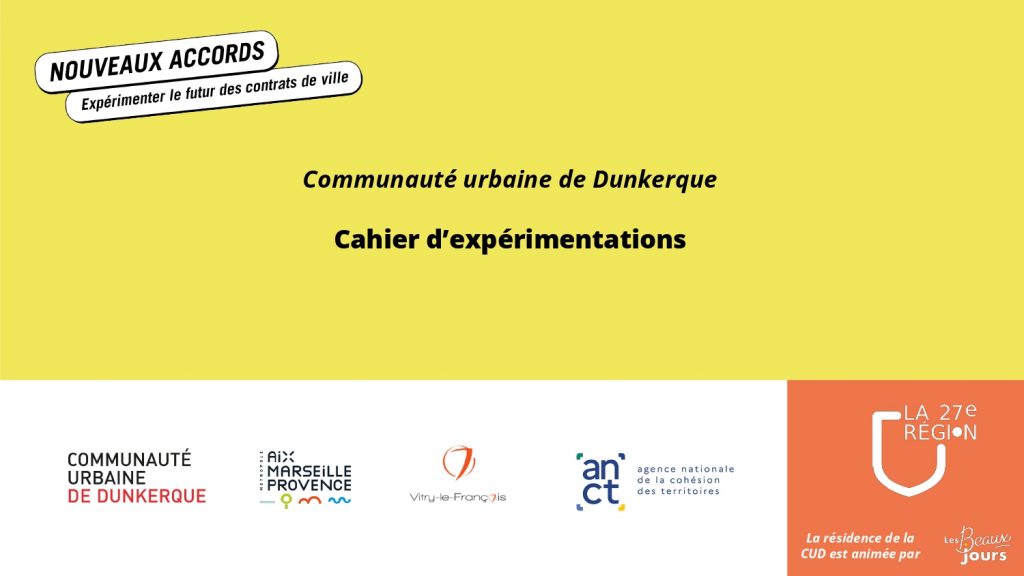 NOUVEAUX ACCORDS
Expérimenter le futur des contrats de ville
Communauté urbaine de Dunkerque
Cahier d’expérimentations
COMMUNAUTÉ
URBAINE
DE DUNKERQUE
MÉTROPOLE
AIX
MARSEILLE
PROVENCE
Vitry-le-François
an
ct
agence nationale
de la cohésion
des territoires
LA 27e
RÉGION
La résidence de la
CUD est animée par
Les Beaux
jours